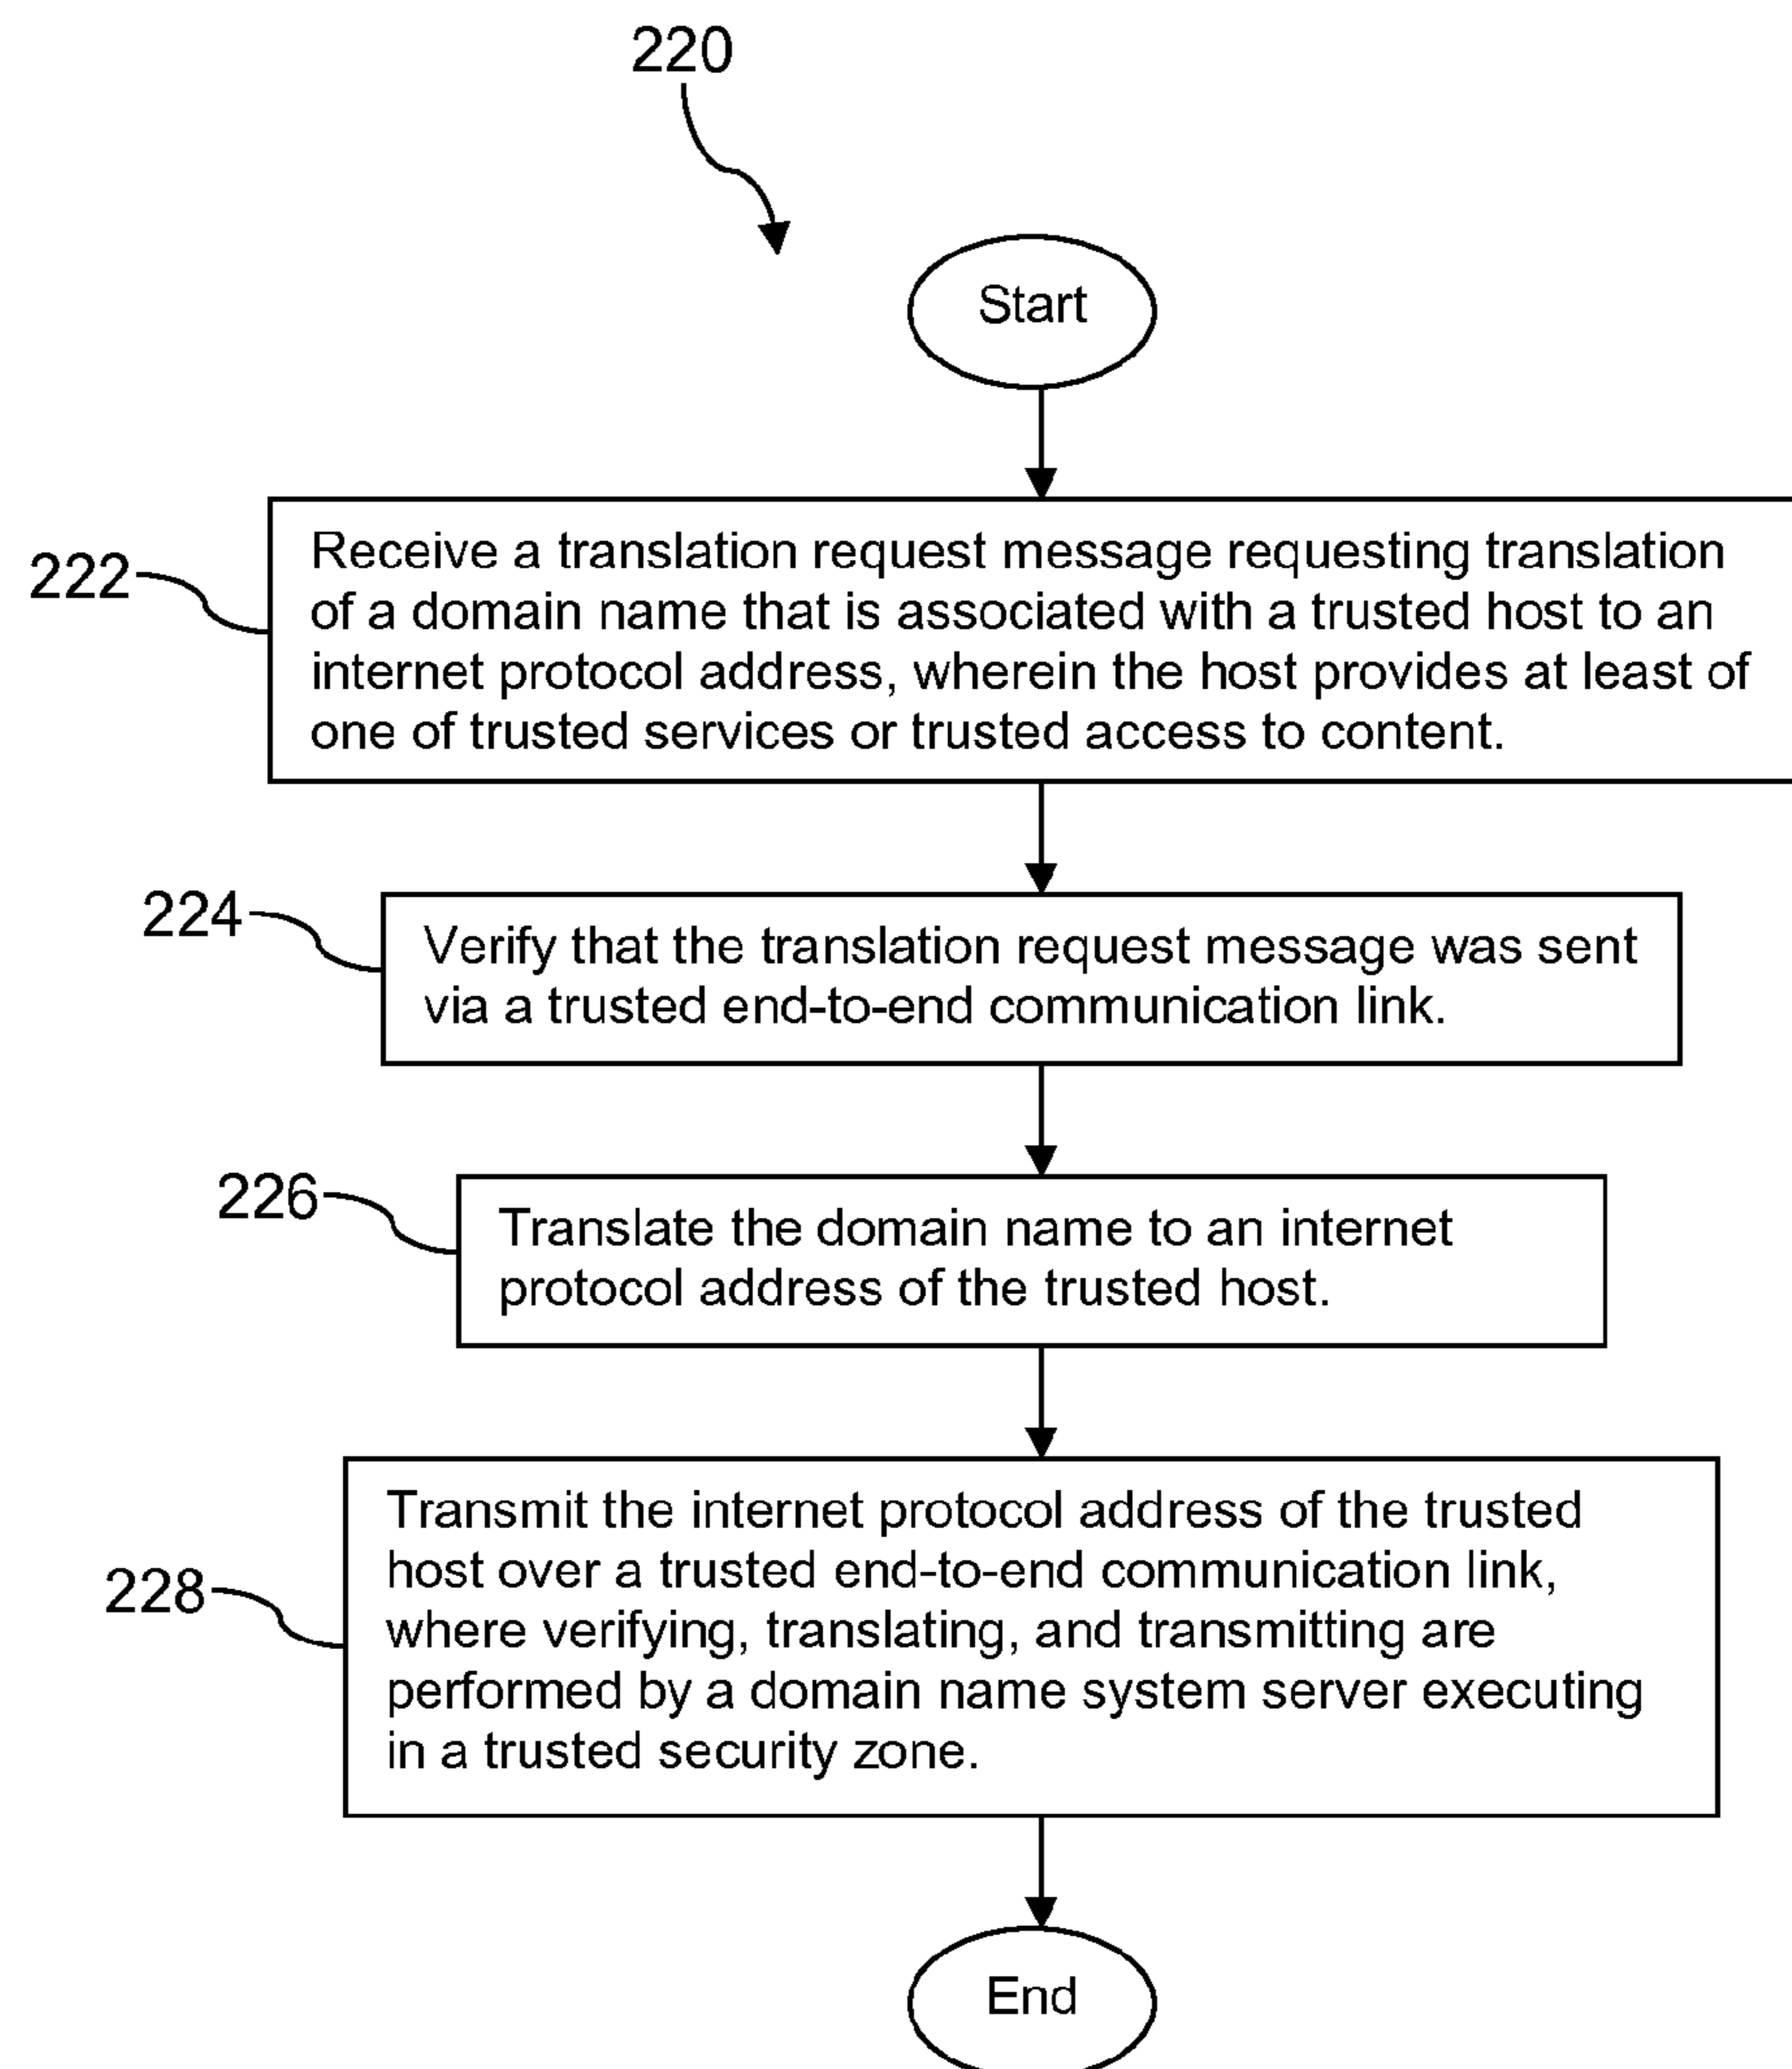 220
Start
222
Receive a translation request message requesting translation
of a domain name that is associated with a trusted host to an
internet protocol address, wherein the host provides at least of
one of trusted services or trusted access to content.
224
Verify that the translation request message was sent
via a trusted end-to-end communication link.
226
Translate the domain name to an internet
protocol address of the trusted host.
228
Transmit the internet protocol address of the trusted
host over a trusted end-to-end communication link,
where verifying, translating, and transmitting are
performed by a domain name system server executing
in a trusted security zone.
End